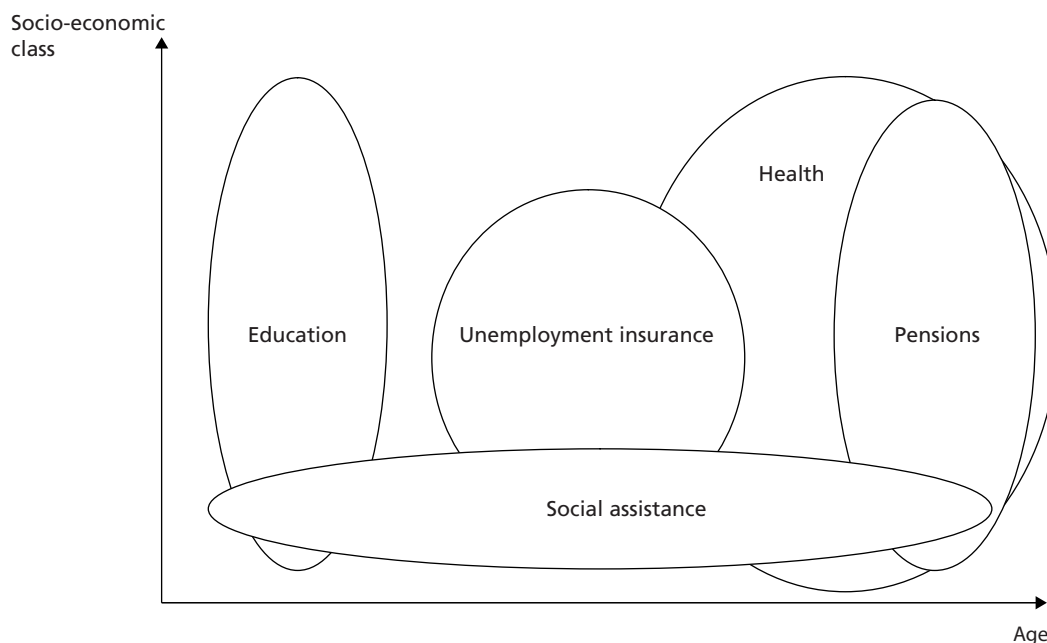 Socio-economic
class
Health
Education
Unemployment insurance
Pensions
Social assistance
Age